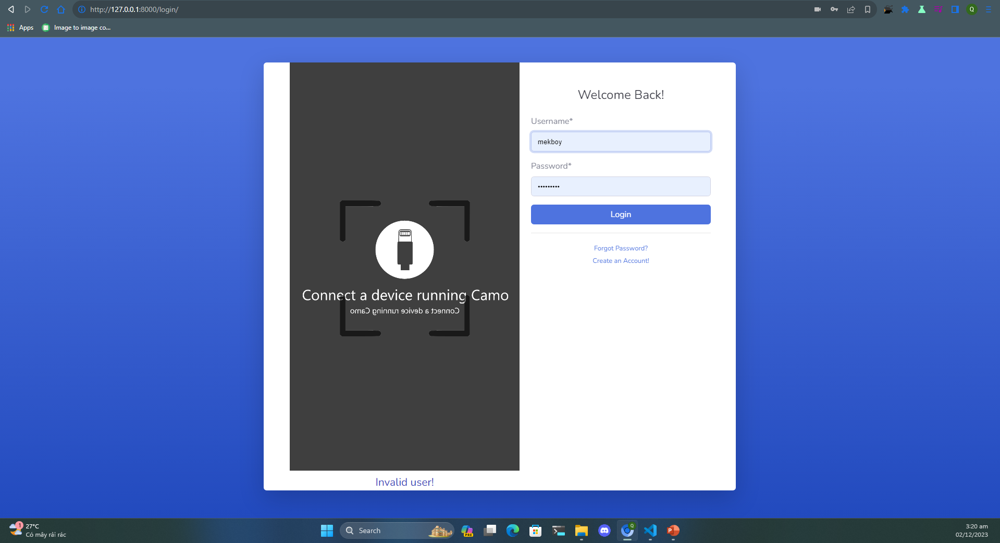 http://127.0.0.1:8000/login/
Q
Apps
Image to image co...
Welcome Back!
Username*
mekboy
Password*
•••••••••
Login
Forgot Password?
Create an Account!
Connect a device running Camo
Connect a device running Camo
Invalid user!
1
27°C
Có mây rải rác
Search
PRE
Q
P
3:20 am
02/12/2023